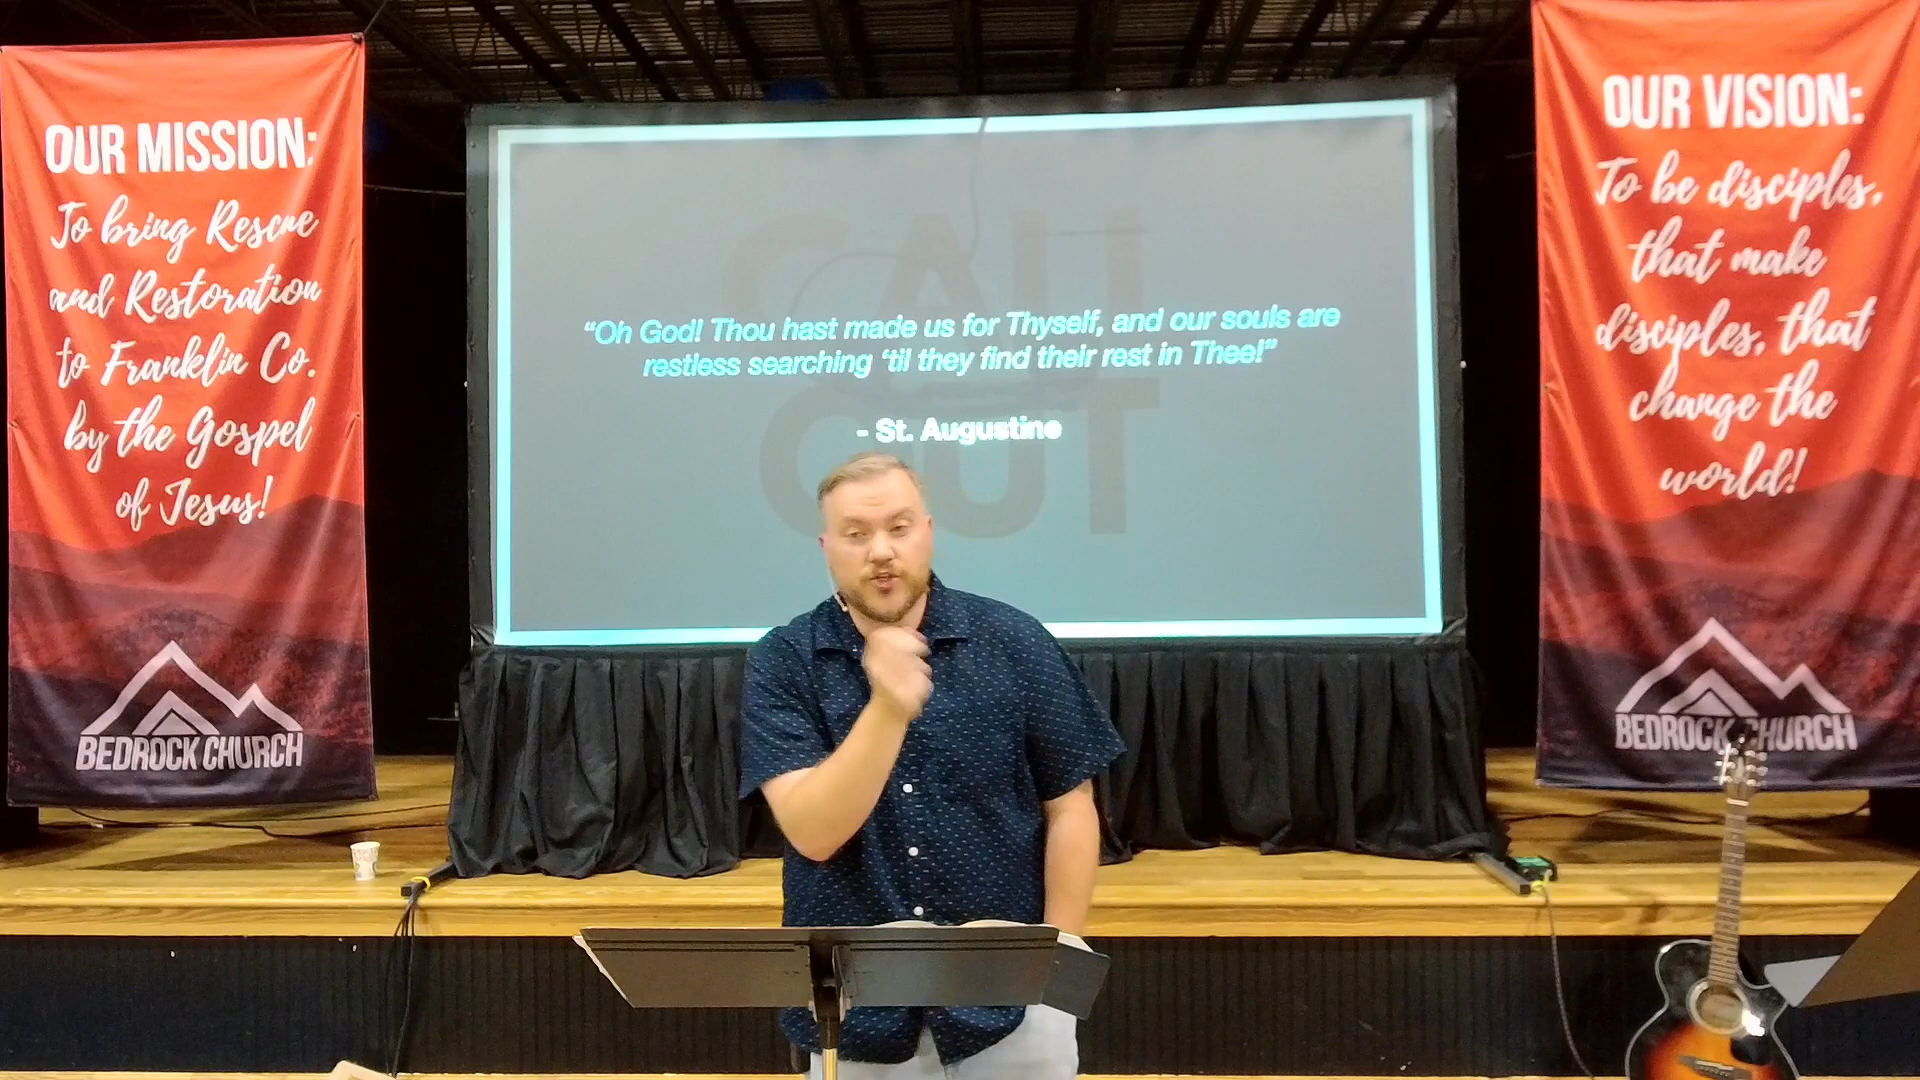 OUR MISSION:
To bring Rescue
and Restoration
to Franklin Co.
by the Gospel
of Jesus!
BEDROCK CHURCH
CALL
OUT
“Oh God! Thou hast made us for Thyself, and our souls are
restless searching ‘til they find their rest in Thee!”
- St. Augustine
OUR VISION:
To be disciples,
that make
disciples, that
change the
world!
BEDROCK CHURCH